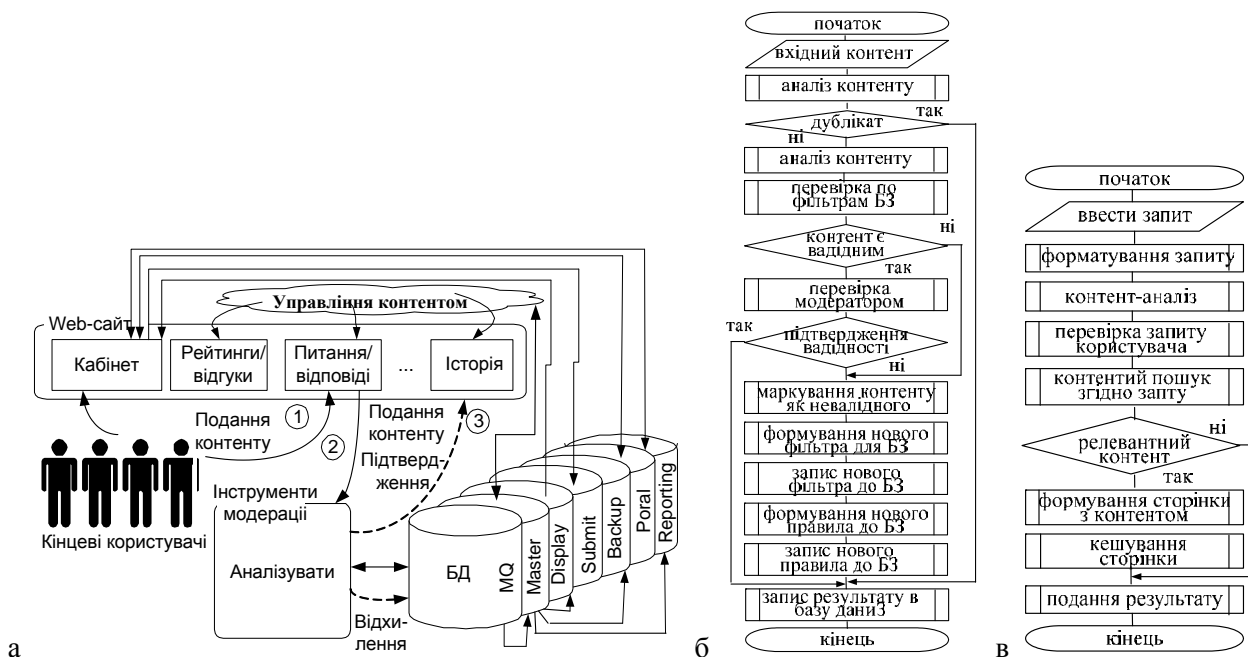 Управління контентом
Web-сайт
Кабінет
Рейтинги/
відгуки
Питання/
відповіді
...
Історія
Подання
контенту
1
2
Подання
контенту
3
Підтверд-
ження
Кінцеві користувачі
Інструменти
модерації
Аналізувати
Відхи-
лення
БД
MQ
Master
Display
Submit
Backup
Poral
Reporting
а
початок
вхідний контент
аналіз контенту
дублікат
так
ні
аналіз контенту
перевірка по
фільтрам БЗ
контент є
вадідним
ні
так
перевірка
модератором
підтвердження
вадідності
так
ні
маркування контенту
як невалідного
формування нового
фільтра для БЗ
запис нового
фільтра до БЗ
формування нового
правила до БЗ
запис нового
правила до БЗ
запис результату в
базу даниЗ
кінець
б
початок
ввести запит
форматування запиту
контент-аналіз
перевірка запиту
користувача
контентий пошук
згідно запту
релевантний
контент
ні
так
формування сторінки
з контентом
кешування
сторінки
подання результату
кінець
в